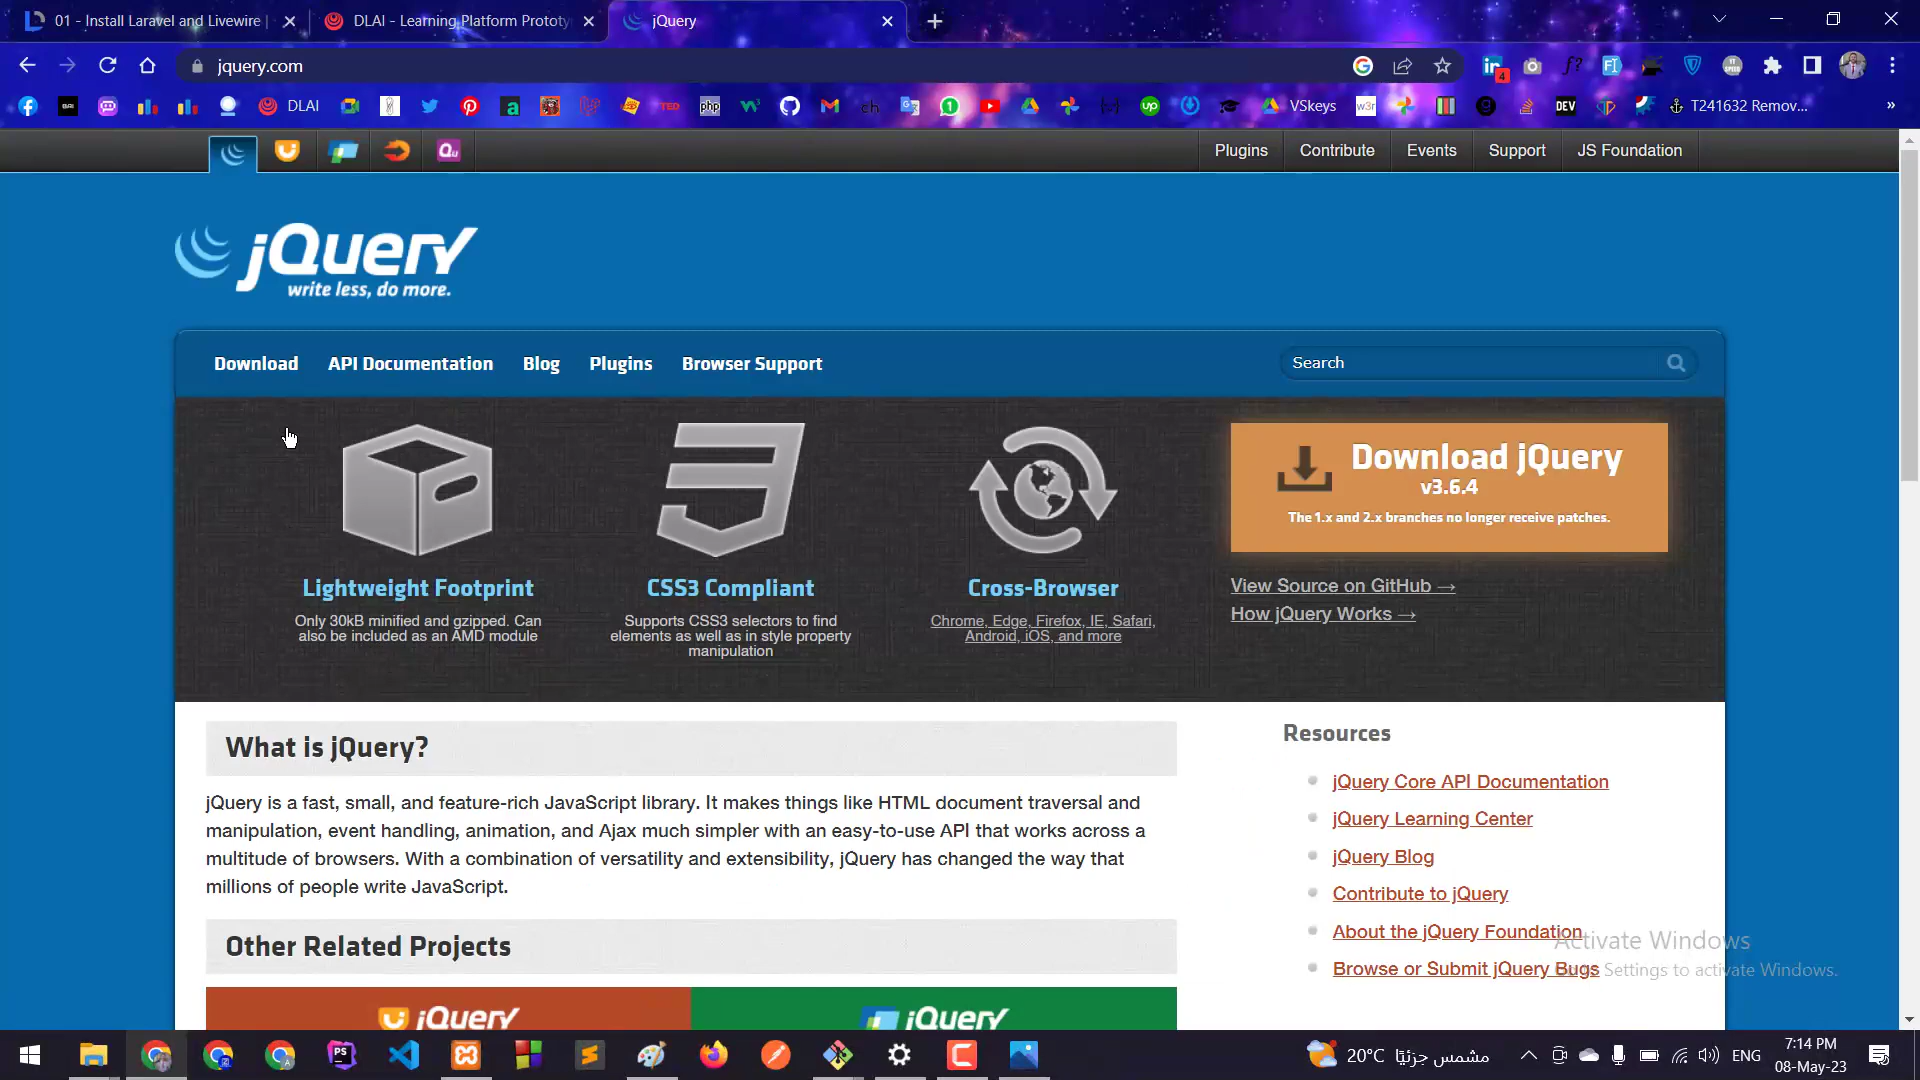 01 - Install Laravel and Livewire |
DLAI - Learning Platform Prototy
jQuery
jquery.com
4
DLAI
TED
php
VSkeys
w3r
DEV
T241632 Remov...
»
Plugins
Contribute
Events
Support
JS Foundation
jQuery
write less, do more.
Download
API Documentation
Blog
Plugins
Browser Support
Search
Download jQuery
v3.6.4
The 1.x and 2.x branches no longer receive patches.
Lightweight Footprint
Only 30kB minified and gzipped. Can
also be included as an AMD module
CSS3 Compliant
Supports CSS3 selectors to find
elements as well as in style property
manipulation
Cross-Browser
Chrome, Edge, Firefox, IE, Safari,
Android, iOS, and more
View Source on GitHub →
How jQuery Works →
What is jQuery?
jQuery is a fast, small, and feature-rich JavaScript library. It makes things like HTML document traversal and
manipulation, event handling, animation, and Ajax much simpler with an easy-to-use API that works across a
multitude of browsers. With a combination of versatility and extensibility, jQuery has changed the way that
millions of people write JavaScript.
Other Related Projects
jQuery
jQuery
Resources
jQuery Core API Documentation
jQuery Learning Center
jQuery Blog
Contribute to jQuery
About the jQuery Foundation
Browse or Submit jQuery Bugs
Activate Windows
Settings to activate Windows.
20°C
مشمس جزئيًا
ENG
7:14 PM
08-May-23